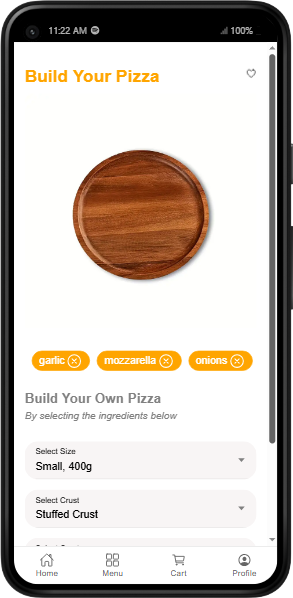 11:22 AM
100%
Build Your Pizza
garlic
mozzarella
onions
Build Your Own Pizza
By selecting the ingredients below
Select Size
Small, 400g
Select Crust
Stuffed Crust
Home
Menu
Cart
Profile